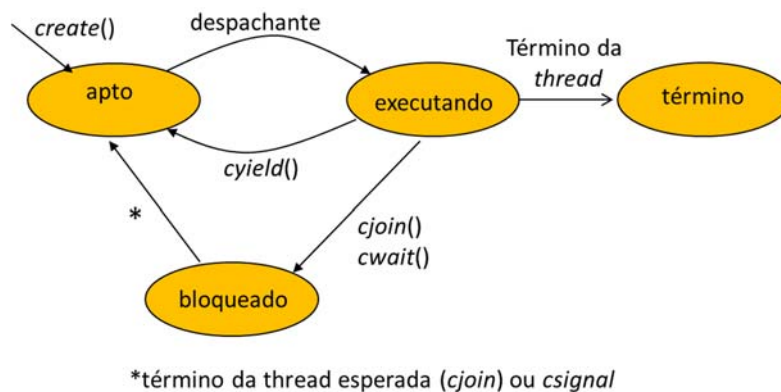 create()
despachante
Término da
thread
apto
executando
término
cyield()
*
cjoin()
cwait()
bloqueado
*término da thread esperada (cjoin) ou csignal